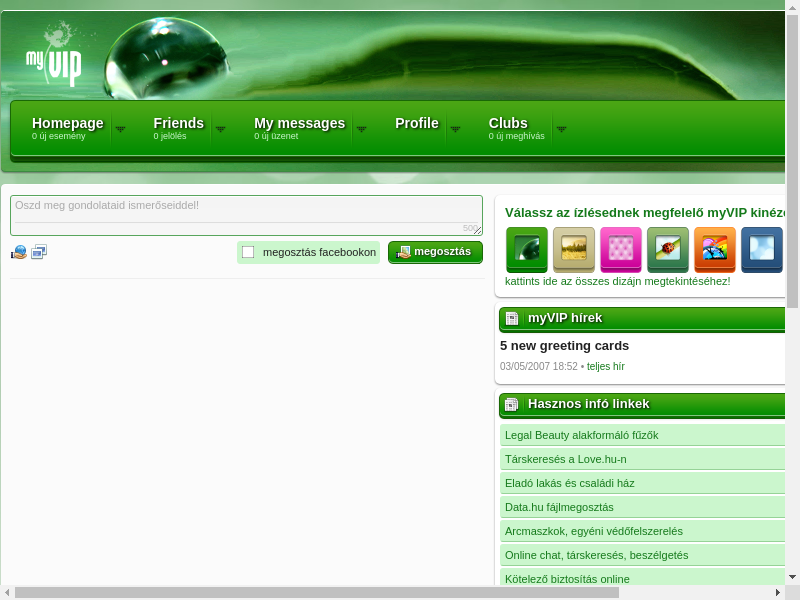 my VIP
Homepage
0 új esemény
Friends
0 jelölés
My messages
0 új üzenet
Profile
Clubs
0 új meghívás
Oszd meg gondolataid ismerőseiddel!
500
megosztás facebookon
megosztás
Válassz az ízlésednek megfelelő myVIP kinéze
kattints ide az összes dizájn megtekintéséhez!
myVIP hírek
5 new greeting cards
03/05/2007 18:52 • teljes hír
Hasznos infó linkek
Legal Beauty alakformáló fűzők
Társkeresés a Love.hu-n
Eladó lakás és családi ház
Data.hu fájlmegosztás
Arcmaszkok, egyéni védőfelszerelés
Online chat, társkeresés, beszélgetés
Kötelező biztosítás online